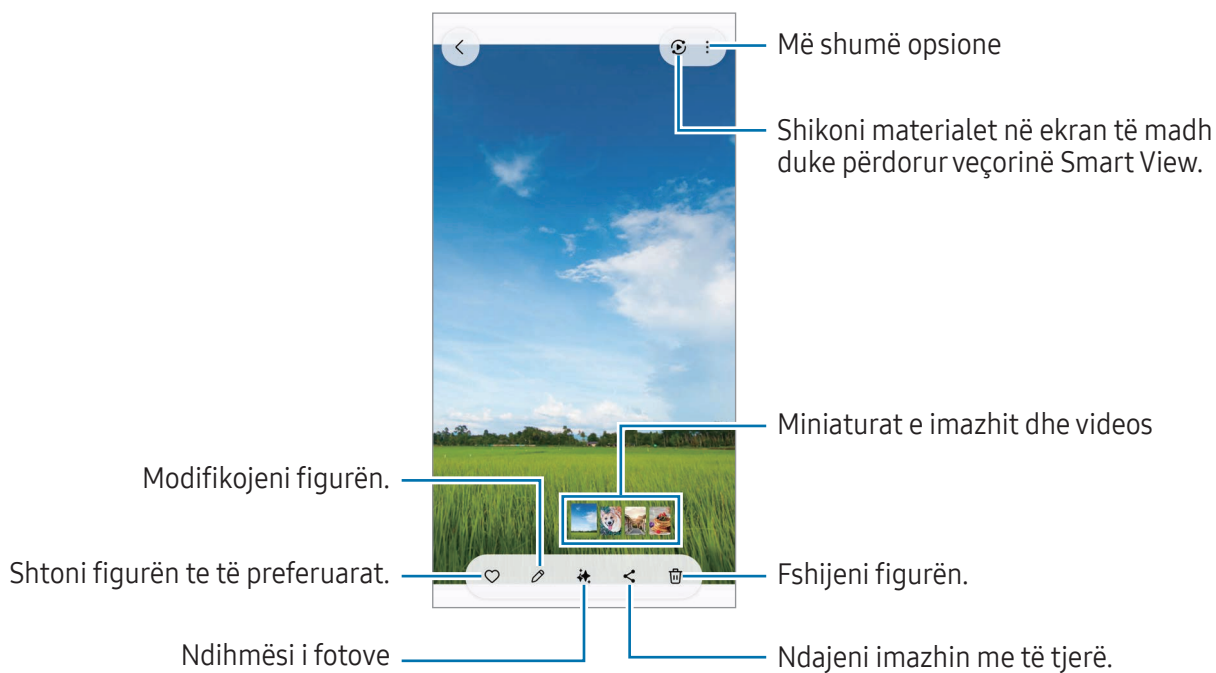 Më shumë opsione
Shikoni materialet në ekran të madh
duke përdorur veçorinë Smart View.
Miniaturat e imazhit dhe videos
Modifikojeni figurën.
Shtoni figurën te të preferuarat.
Fshijeni figurën.
Ndihmësi i fotove
Ndajeni imazhin me të tjerë.